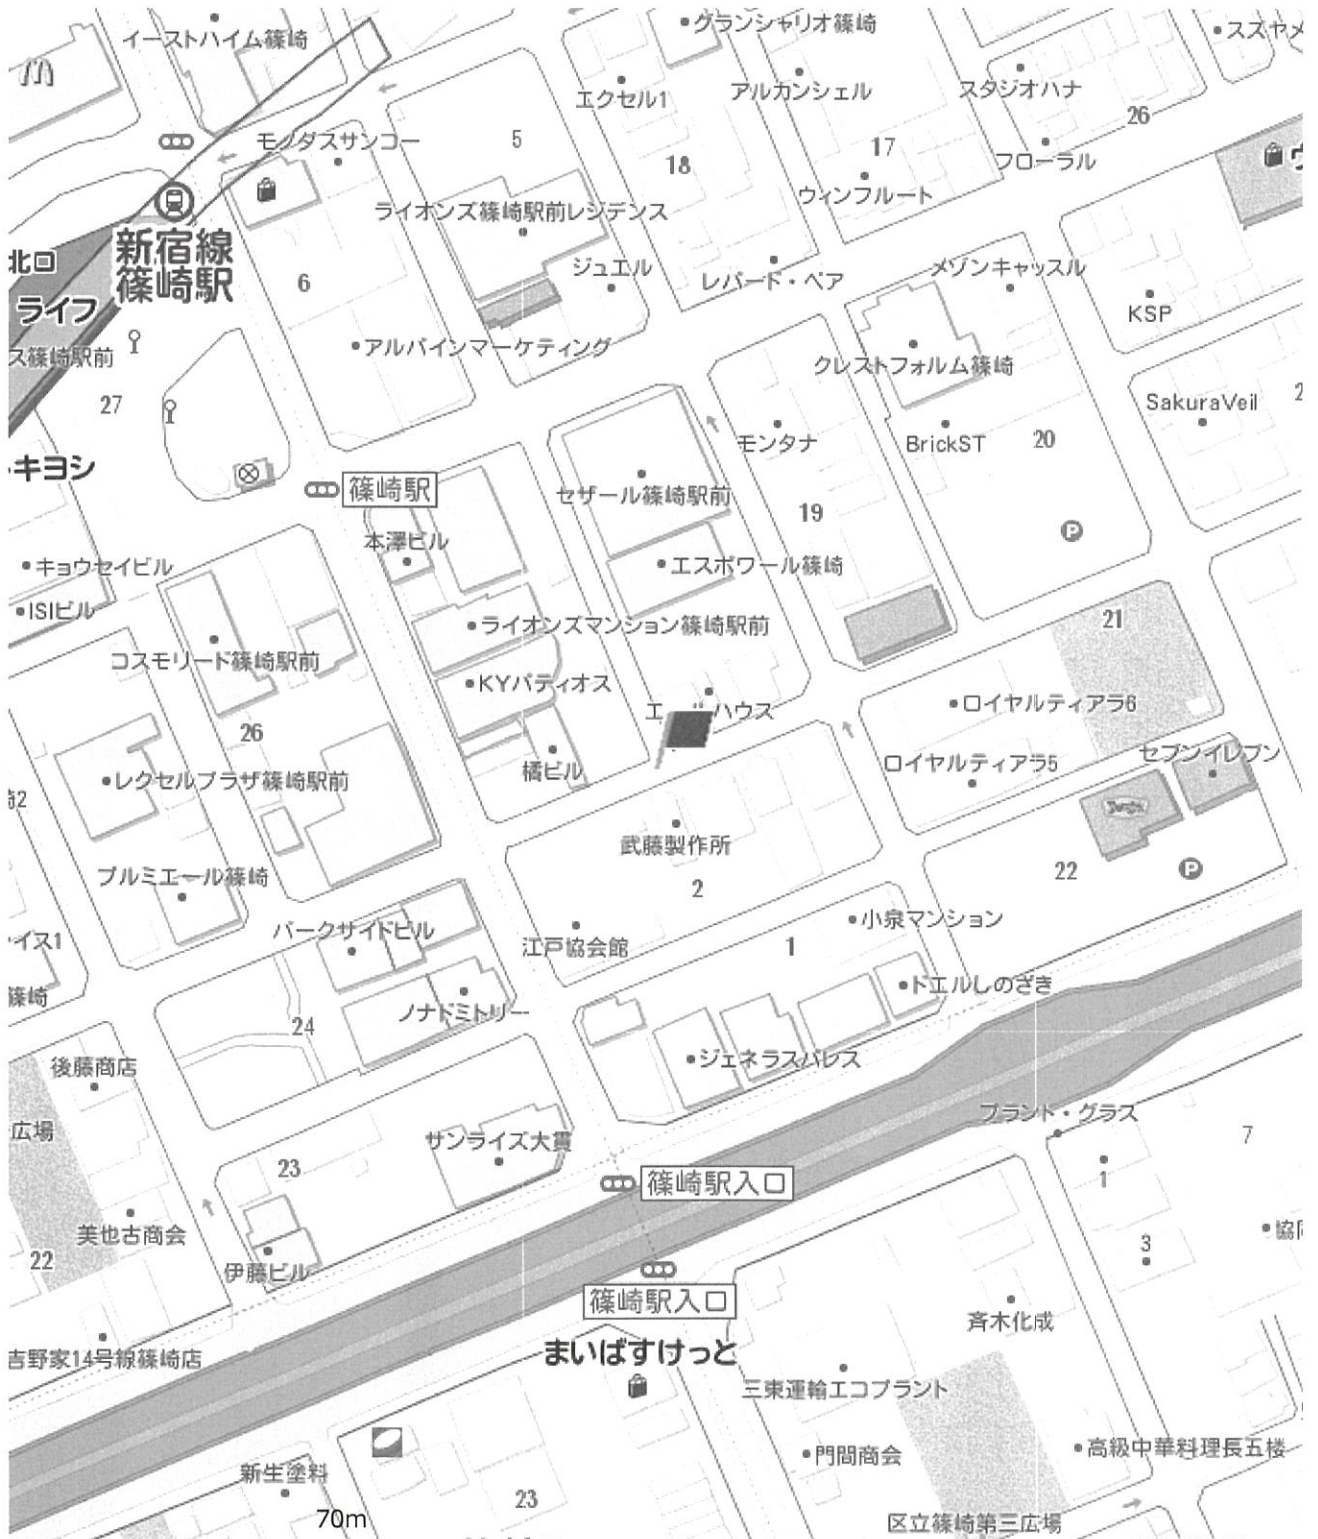 イーストハイム篠崎
グランシャリオ篠崎
スズヤメ
エクセル1
アルカンシェル
スタジオハナ
26
モノダスサンコー
5
18
17
フローラル
ウィンフルート
ライオンズ篠崎駅前レジデンス
新宿線
篠崎駅
北口
ライフ
6
ジュエル
レパード・ペア
メゾンキャッスル
KSP
ス篠崎駅前
アルパインマーケティング
クレストフォルム篠崎
27
SakuraVeil
2
モンタナ
BrickST
20
キヨシ
篠崎駅
セザール篠崎駅前
19
P
本澤ビル
キョウセイビル
エスポワール篠崎
ISIビル
ライオンズマンション篠崎駅前
21
コスモリード篠崎駅前
KYパティオス
ハウス
ロイヤルティアラ6
26
橘ビル
ロイヤルティアラ5
セブンイレブン
レクセルプラザ篠崎駅前
奇2
武藤製作所
22
P
プルミエール篠崎
2
パークサイドビル
江戸協会館
1
小泉マンション
イス1
篠崎
ドエルしのざき
ノナドミトリー
24
後藤商店
ジェネラスパレス
広場
サンライズ大貫
ブランド・グラス
7
23
篠崎駅入口
1
美也古商会
22
伊藤ビル
3
篠崎駅入口
斉木化成
吉野家14号線篠崎店
まいばすけっと
三東運輸エコプラント
門間商会
高級中華料理長五楼
新生塗料
23
70m
区立篠崎第三広場